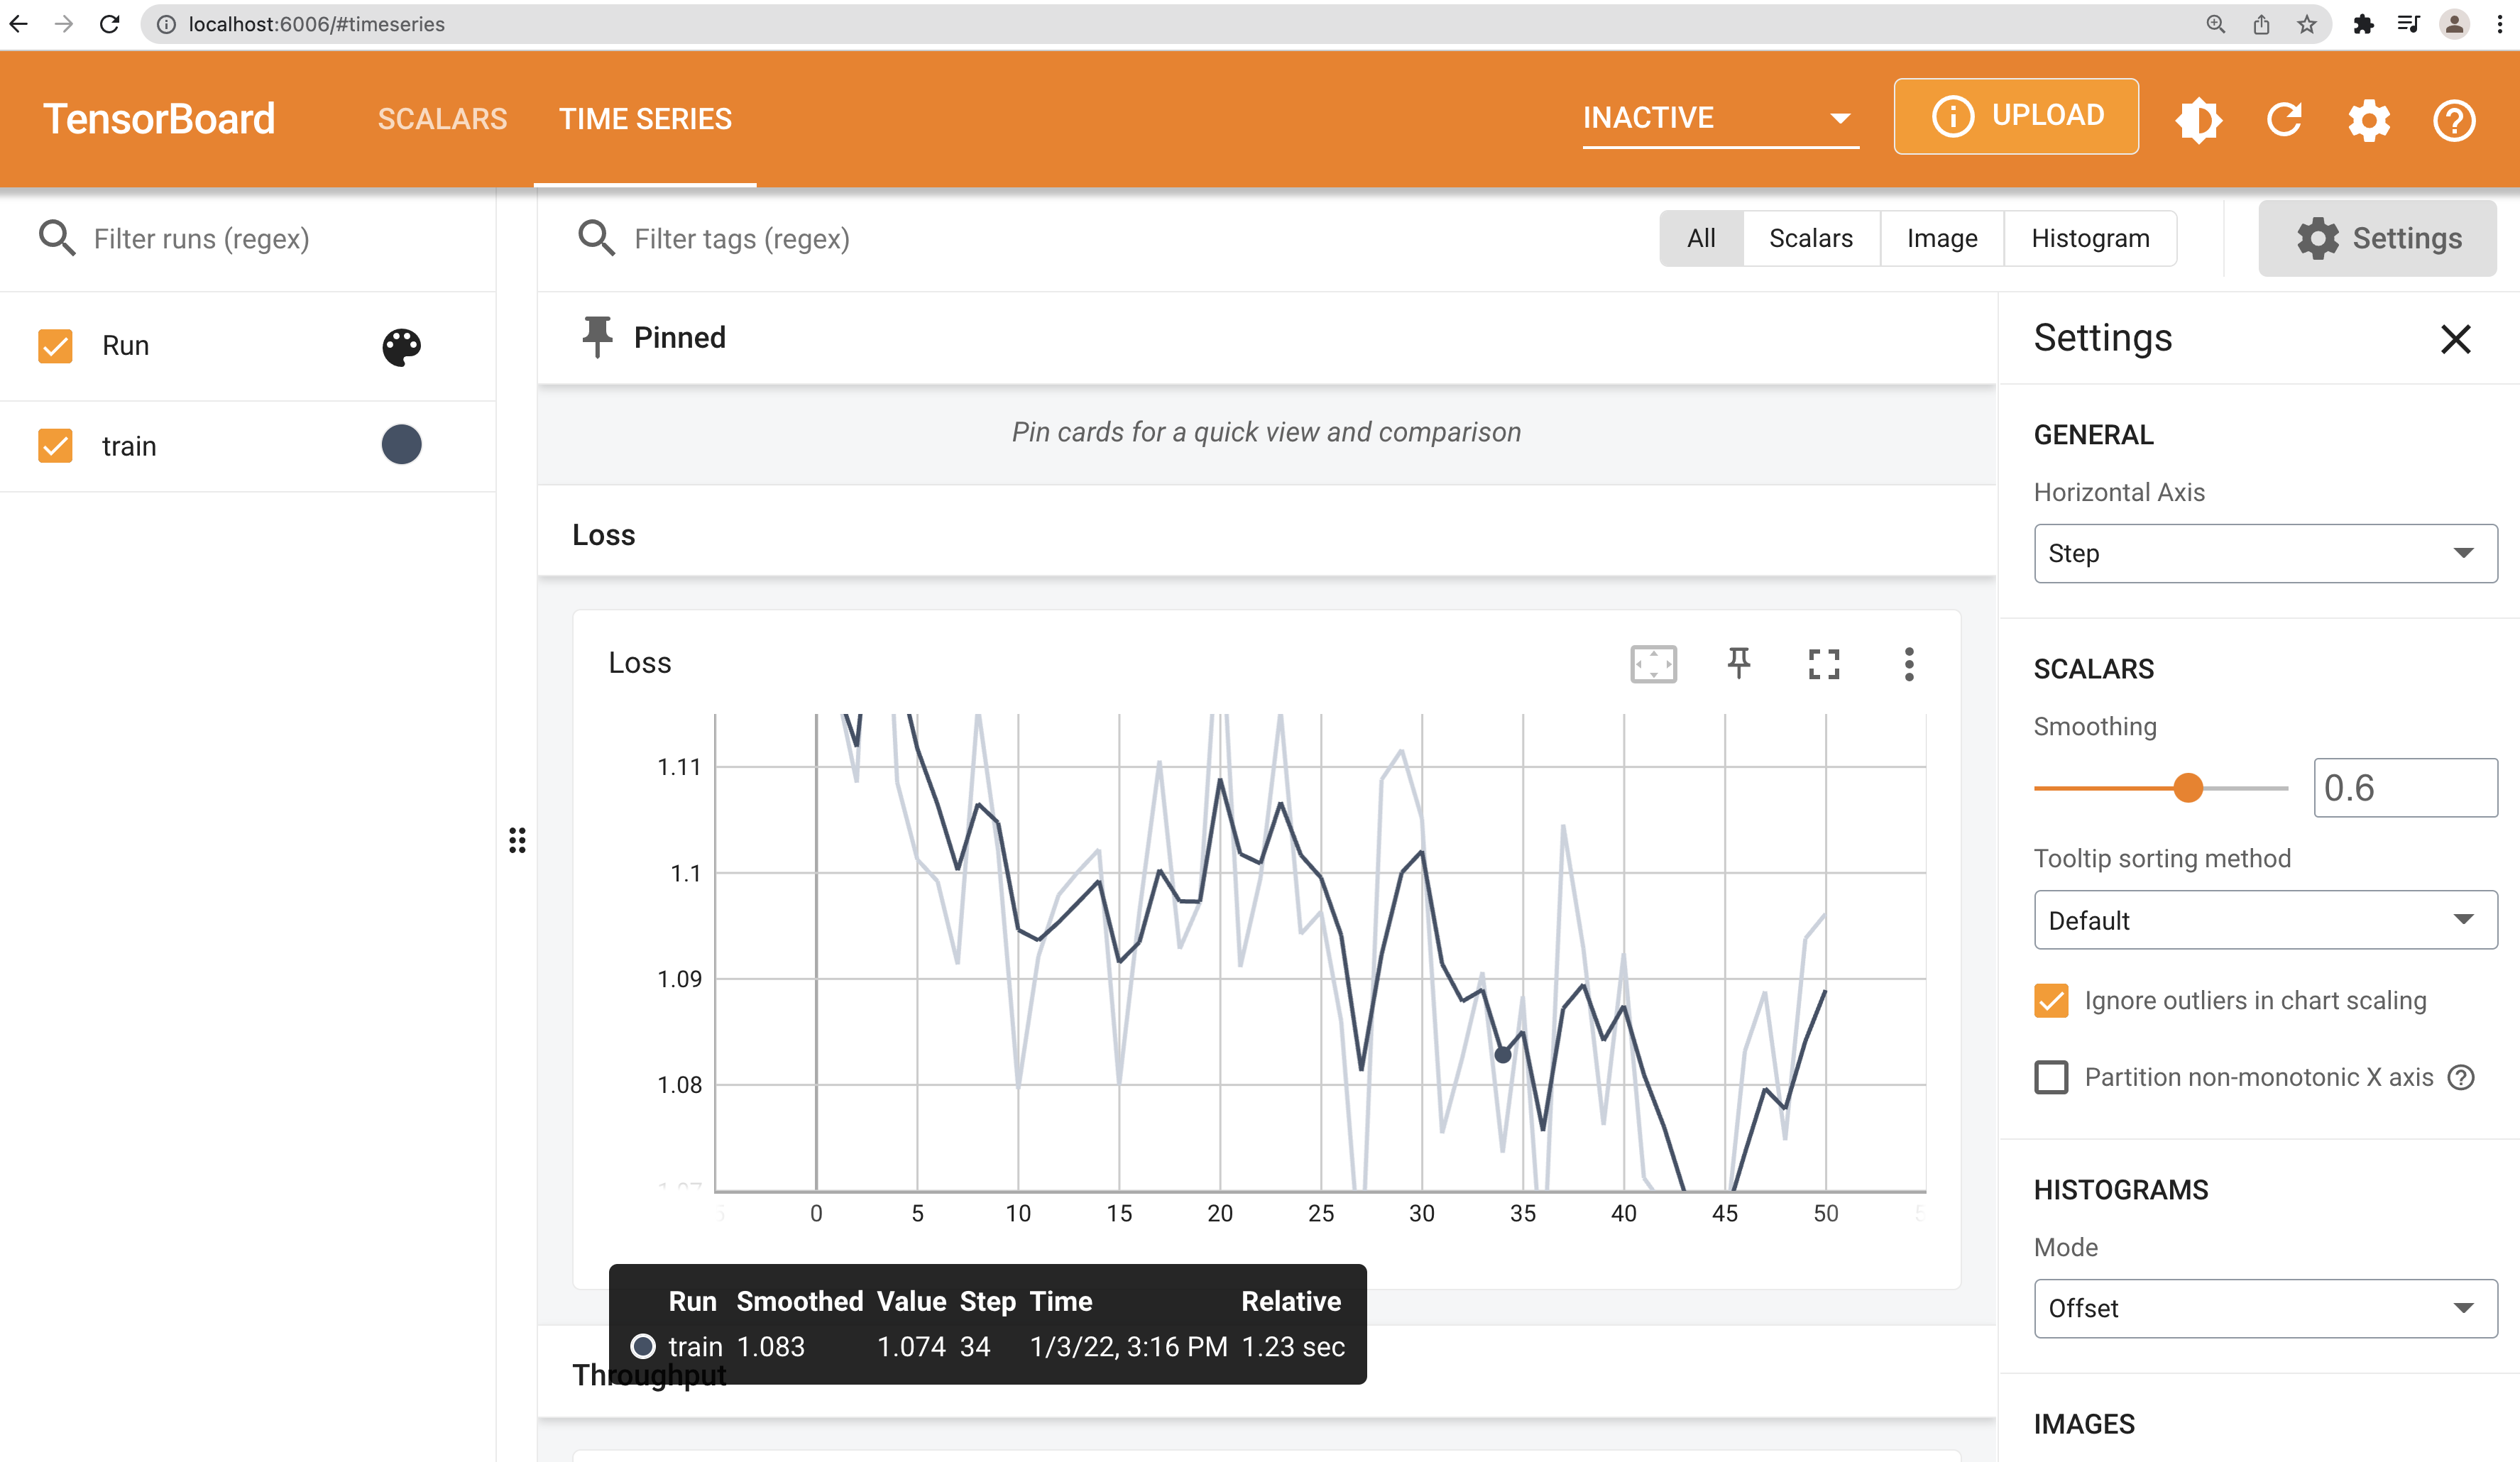 localhost:6006/#timeseries
TensorBoard SCALARS TIME SERIES INACTIVE UPLOAD
Filter runs (regex)
Filter tags (regex) All Scalars Image Histogram Settings
Run
train
Pinned
Pin cards for a quick view and comparison
Loss
Loss
1.11
1.1
1.09
1.08
1.07
0 5 10 15 20 25 30 35 40 45 50
Run Smoothed Value Step Time Relative
train 1.083 1.074 34 1/3/22, 3:16 PM 1.23 sec
Throughput
Settings
GENERAL
Horizontal Axis
Step
SCALARS
Smoothing
0.6
Tooltip sorting method
Default
Ignore outliers in chart scaling
Partition non-monotonic X axis
HISTOGRAMS
Mode
Offset
IMAGES